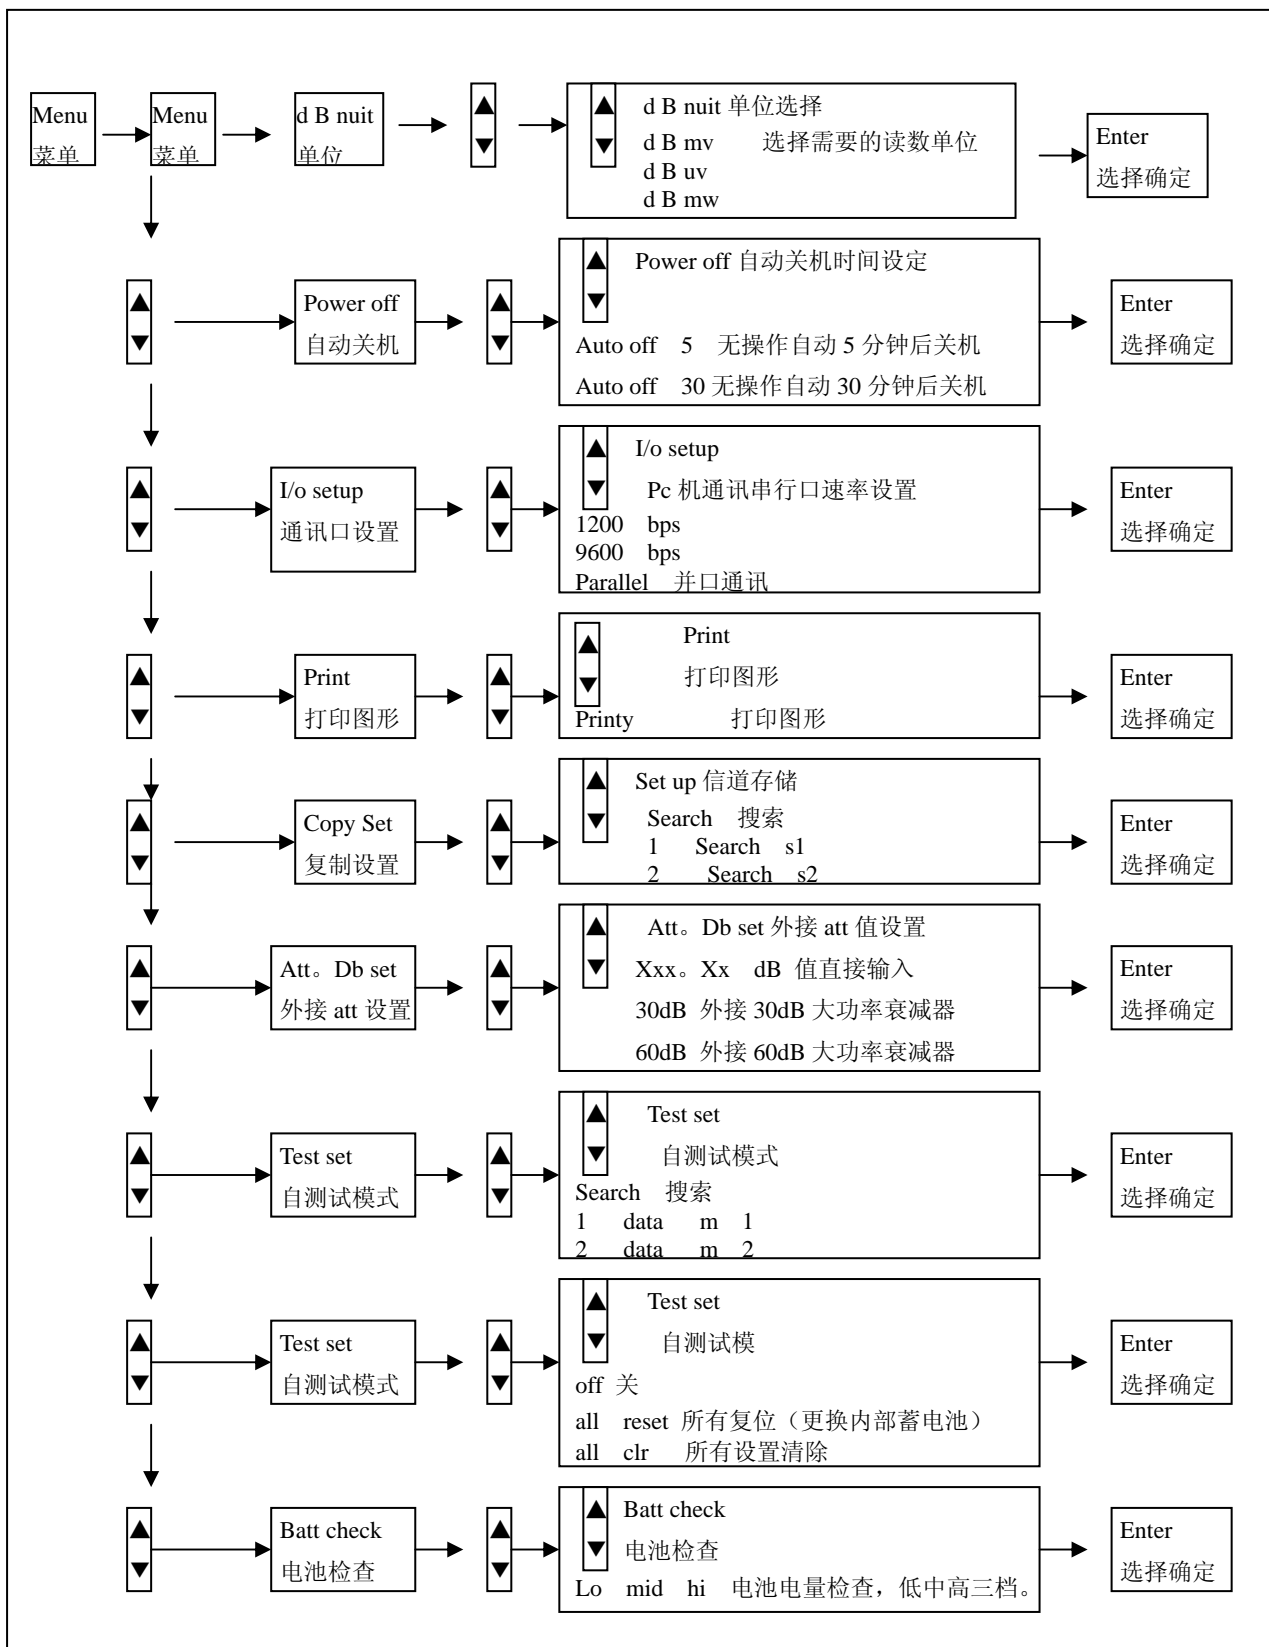 Menu
菜单
Menu
菜单
d B nuit
单位
▲
▼
▲
▼
d B nuit 单位选择
d B mv 选择需要的读数单位
d B uv
d B mw
Enter
选择确定
▲
▼
Power off
自动关机
▲
▼
▲
▼
Power off 自动关机时间设定
Auto off 5 无操作自动 5 分钟后关机
Auto off 30 无操作自动 30 分钟后关机
Enter
选择确定
▲
▼
I/o setup
通讯口设置
▲
▼
▲
▼
I/o setup
Pc 机通讯串行口速率设置
1200 bps
9600 bps
Parallel 并口通讯
Enter
选择确定
▲
▼
Print
打印图形
▲
▼
▲
▼
Print
打印图形
Printy 打印图形
Enter
选择确定
▲
▼
Copy Set
复制设置
▲
▼
▲
▼
Set up 信道存储
Search 搜索
1 Search s1
2 Search s2
Enter
选择确定
▲
▼
Att。Db set
外接 att 设置
▲
▼
▲
▼
Att。Db set 外接 att 值设置
Xxx。Xx dB 值直接输入
30dB 外接 30dB 大功率衰减器
60dB 外接 60dB 大功率衰减器
Enter
选择确定
▲
▼
Test set
自测试模式
▲
▼
▲
▼
Test set
自测试模式
Search 搜索
1 data m 1
2 data m 2
Enter
选择确定
▲
▼
Test set
自测试模式
▲
▼
▲
▼
Test set
自测试模
off 关
all reset 所有复位（更换内部蓄电池）
all clr 所有设置清除
Enter
选择确定
▲
▼
Batt check
电池检查
▲
▼
▲
▼
Batt check
电池检查
Lo mid hi 电池电量检查，低中高三档。
Enter
选择确定